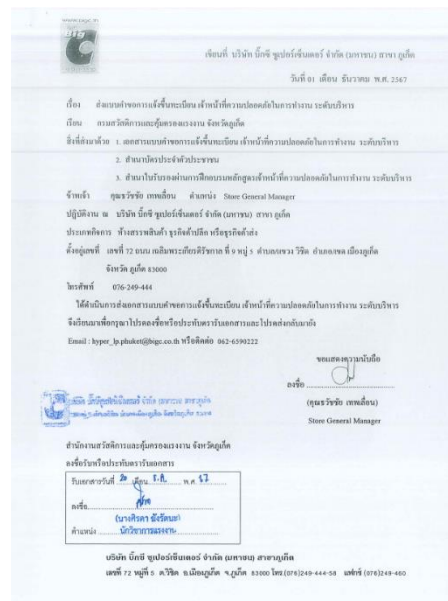 www.bigc.co.th
Big
C
เขียนที่ บริษัท บิ๊กซี ซูเปอร์เซ็นเตอร์ จำกัด (มหาชน) สาขา ภูเก็ต
วันที่ 01 เดือน ธันวาคม พ.ศ. 2567
เรื่อง ส่งแบบคำขอการแจ้งขึ้นทะเบียน เจ้าหน้าที่ความปลอดภัยในการทำงาน ระดับบริหาร
เรียน กรมสวัสดิการและคุ้มครองแรงงาน จังหวัดภูเก็ต
สิ่งที่ส่งมาด้วย 1. เอกสารแบบคำขอการแจ้งขึ้นทะเบียน เจ้าหน้าที่ความปลอดภัยในการทำงาน ระดับบริหาร
2. สำเนาบัตรประจำตัวประชาชน
3. สำเนาใบรับรองผ่านการฝึกอบรมหลักสูตรเจ้าหน้าที่ความปลอดภัยในการทำงาน ระดับบริหาร
ข้าพเจ้า คุณธวัชชัย เทพเลื่อน ตำแหน่ง Store General Manager
ปฏิบัติงาน ณ บริษัท บิ๊กซี ซูเปอร์เซ็นเตอร์ จำกัด (มหาชน) สาขา ภูเก็ต
ประเภทกิจการ ห้างสรรพสินค้า ธุรกิจค้าปลีก หรือธุรกิจค้าส่ง
ตั้งอยู่เลขที่ เลขที่ 72 ถนน เฉลิมพระเกียรติรัชกาล ที่ 9 หมู่ 5 ตำบล/แขวง วิชิต อำเภอ/เขต เมืองภูเก็ต
จังหวัด ภูเก็ต 83000
โทรศัพท์ 076-249-444
ได้ดำเนินการส่งเอกสารแบบคำขอการแจ้งขึ้นทะเบียน เจ้าหน้าที่ความปลอดภัยในการทำงาน ระดับบริหาร
จึงเรียนมาเพื่อกรุณาโปรดลงชื่อหรือประทับตรารับเอกสารและโปรดส่งกลับมายัง
Email : hyper_lp.phuket@bigc.co.th หรือติดต่อ 062-6590222
ขอแสดงความนับถือ
ลงชื่อ
(คุณธวัชชัย เทพเลื่อน)
Store General Manager
สำนักงานสวัสดิการและคุ้มครองแรงงาน จังหวัดภูเก็ต
ลงชื่อรับหรือประทับตรารับเอกสาร
รับเอกสารวันที่ 20 เดือน ธ.ค. พ.ศ. 67
ลงชื่อ
ตำแหน่ง นักวิชาการแรงงาน
บริษัท บิ๊กซี ซูเปอร์เซ็นเตอร์ จำกัด (มหาชน) สาขาภูเก็ต
เลขที่ 72 หมู่ที่ 5 ต.วิชิต อ.เมืองภูเก็ต จ.ภูเก็ต 83000 โทร.(076)249-444-58 แฟกซ์ (076)249-460